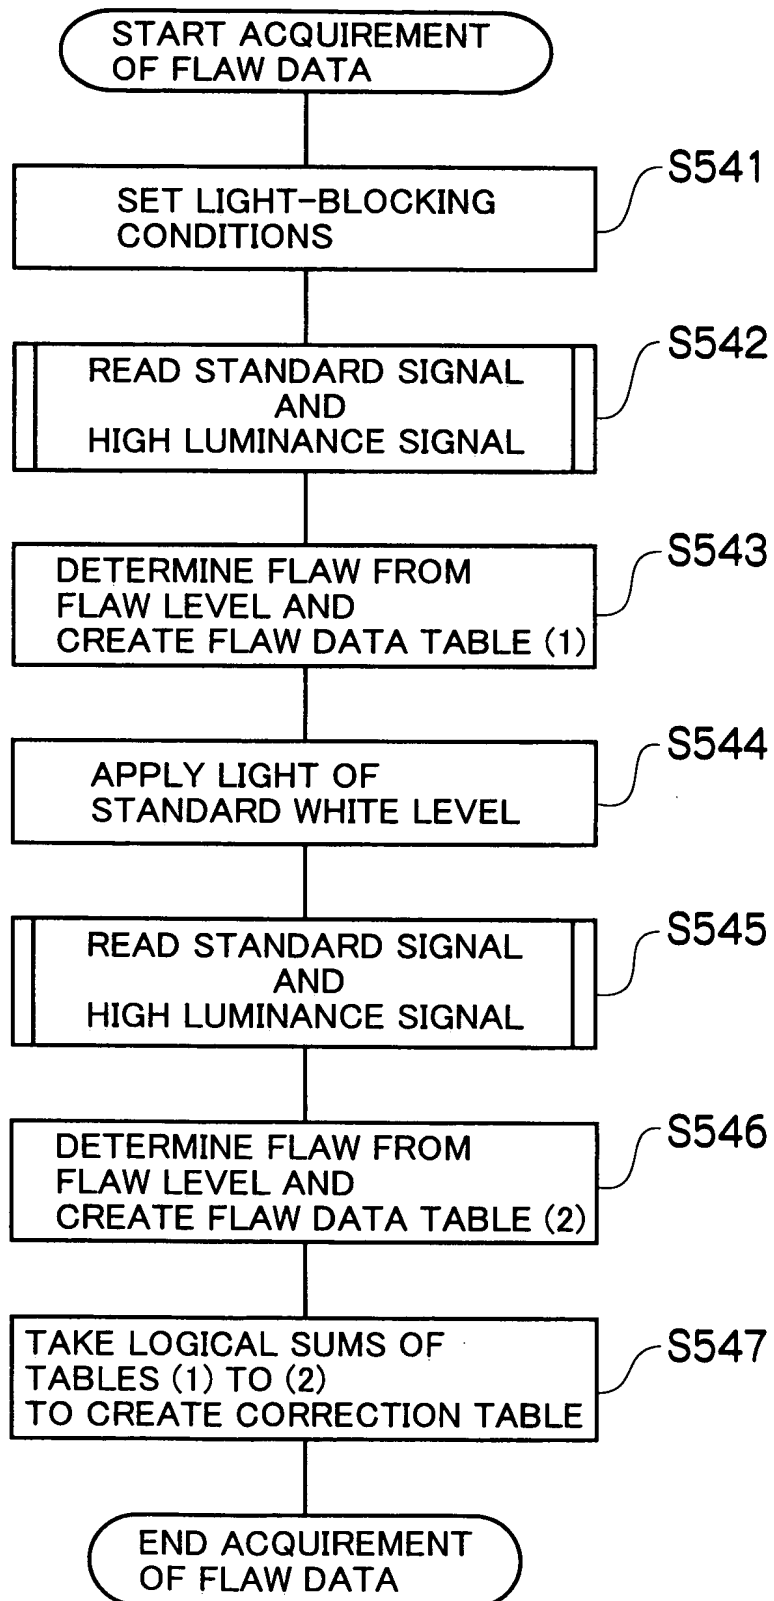 START ACQUIREMENT
OF FLAW DATA
S541
SET LIGHT-BLOCKING
CONDITIONS
S542
READ STANDARD SIGNAL
AND
HIGH LUMINANCE SIGNAL
S543
DETERMINE FLAW FROM
FLAW LEVEL AND
CREATE FLAW DATA TABLE (1)
S544
APPLY LIGHT OF
STANDARD WHITE LEVEL
S545
READ STANDARD SIGNAL
AND
HIGH LUMINANCE SIGNAL
S546
DETERMINE FLAW FROM
FLAW LEVEL AND
CREATE FLAW DATA TABLE (2)
S547
TAKE LOGICAL SUMS OF
TABLES (1) TO (2)
TO CREATE CORRECTION TABLE
END ACQUIREMENT
OF FLAW DATA